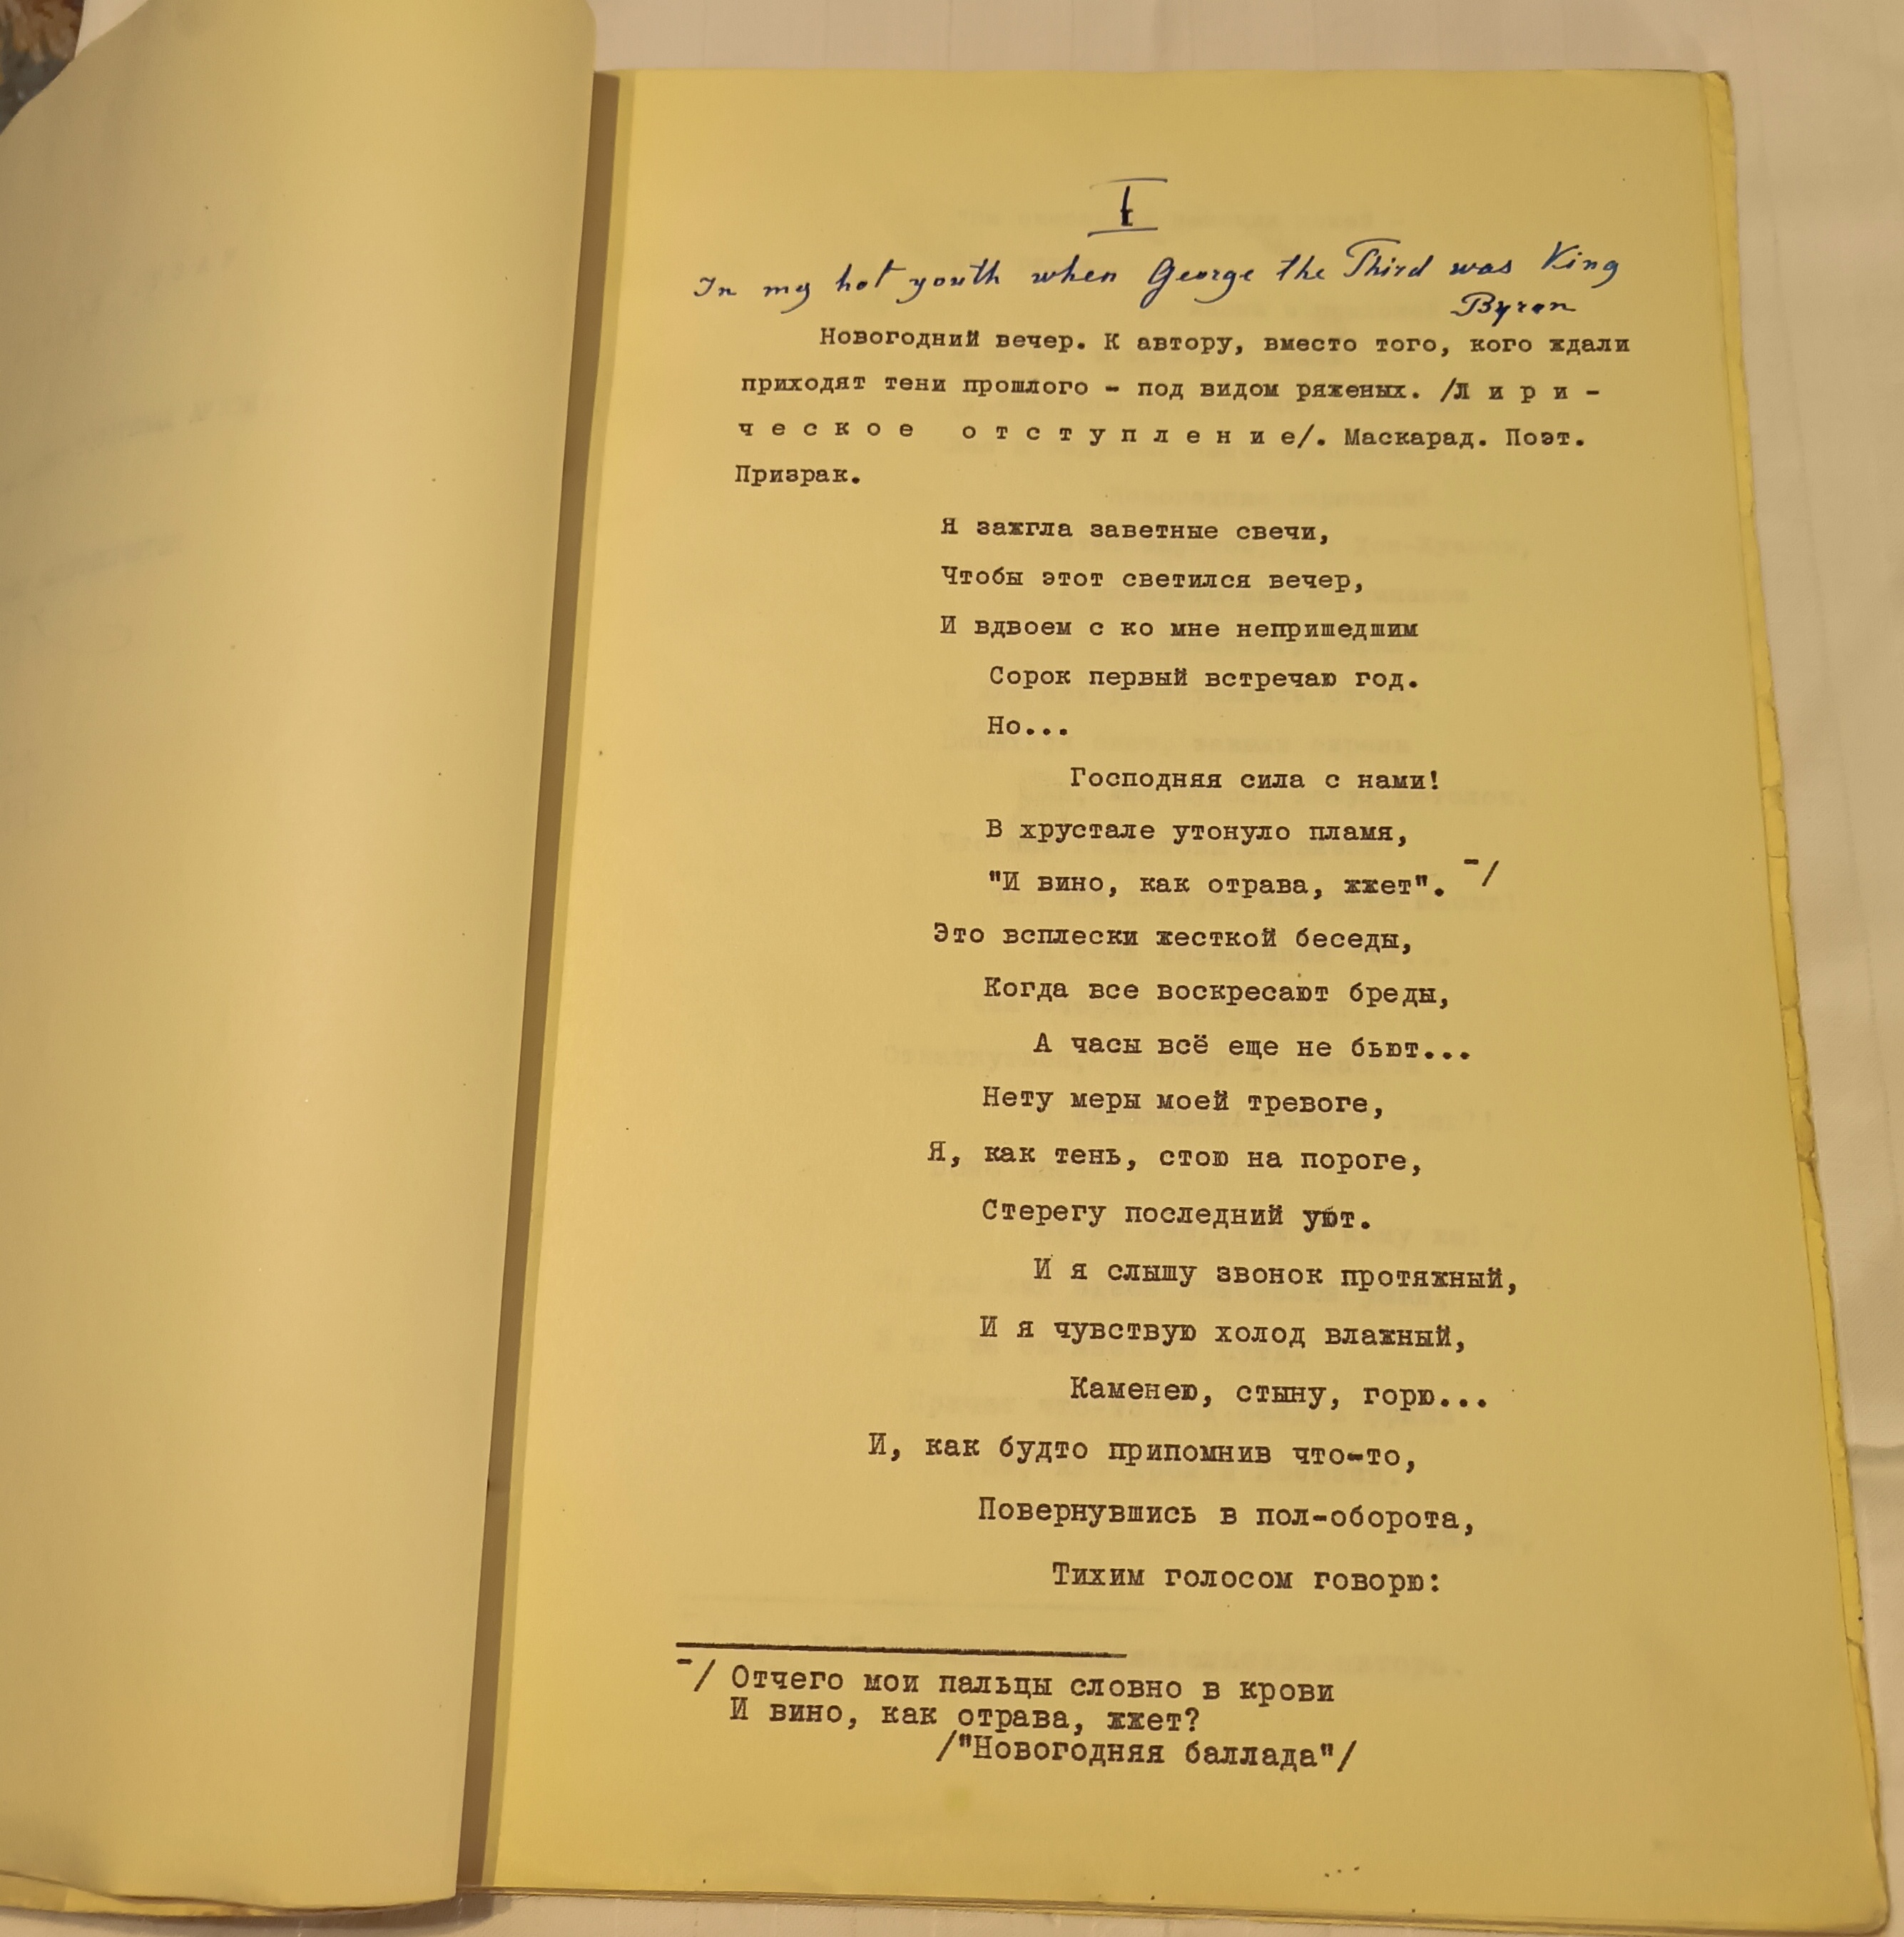 I
In my hot youth when George the Third was King
Byron
Новогодний вечер. К автору, вместо того, кого ждали
приходят тени прошлого - под видом ряженых. /Л и р и -
ч е с к о е   о т с т у п л е н и е/. Маскарад. Поэт.
Призрак.
Я зажгла заветные свечи,
Чтобы этот светился вечер,
И вдвоем с ко мне непришедшим
Сорок первый встречаю год.
Но...
Господняя сила с нами!
В хрустале утонуло пламя,
"И вино, как отрава, жжет". -/
Это всплески жесткой беседы,
Когда все воскресают бреды,
А часы всё еще не бьют...
Нету меры моей тревоге,
Я, как тень, стою на пороге,
Стерегу последний уют.
И я слышу звонок протяжный,
И я чувствую холод влажный,
Каменею, стыну, горю...
И, как будто припомнив что-то,
Повернувшись в пол-оборота,
Тихим голосом говорю:
-/ Отчего мои пальцы словно в крови
И вино, как отрава, жжет?
/"Новогодняя баллада"/